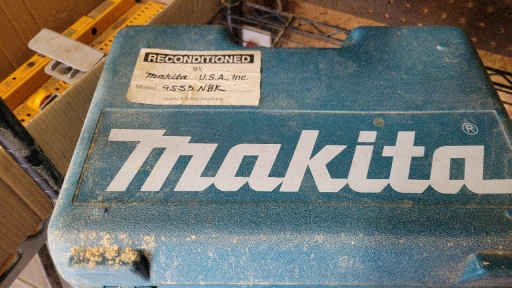 RECONDITIONED
BY
Makita U.S.A., Inc.
MODEL 9555NBK
makita®